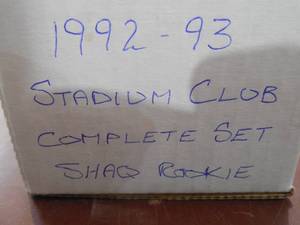 1992-93
STADIUM CLUB
COMPLETE SET
SHAQ ROOKIE